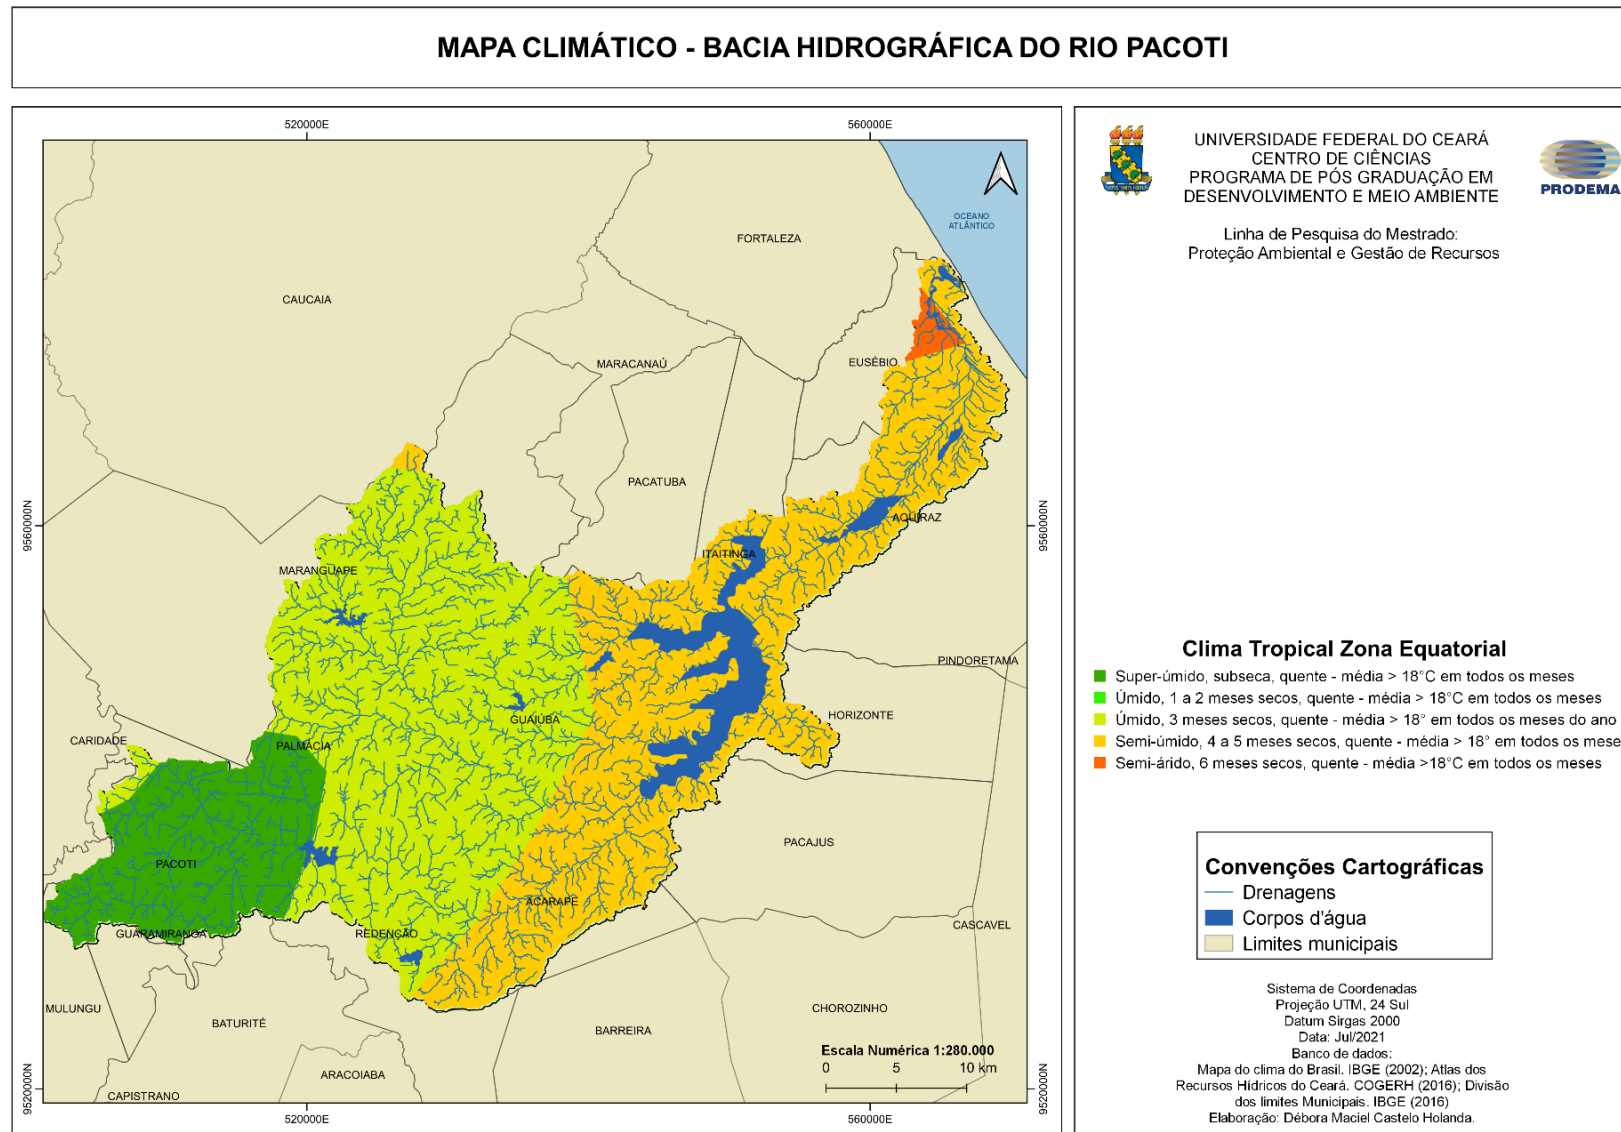 MAPA CLIMÁTICO - BACIA HIDROGRÁFICA DO RIO PACOTI
520000E
560000E
9560000N
9560000N
9520000N
9520000N
520000E
560000E
OCEANO
ATLÂNTICO
FORTALEZA
CAUCAIA
MARACANAÚ
EUSÉBIO
PACATUBA
AQUIRAZ
ITAITINGA
MARANGUAPE
PINDORETAMA
HORIZONTE
GUAIÚBA
CARIDADE
PALMÁCIA
PACAJUS
PACOTI
ACARAPE
CASCAVEL
GUARAMIRANGA
REDENÇÃO
MULUNGU
BATURITÉ
CHOROZINHO
BARREIRA
ARACOIABA
CAPISTRANO
Escala Numérica 1:280.000
0 5 10 km
UNIVERSIDADE FEDERAL DO CEARÁ
CENTRO DE CIÊNCIAS
PROGRAMA DE PÓS GRADUAÇÃO EM
DESENVOLVIMENTO E MEIO AMBIENTE
PRODEMA
Linha de Pesquisa do Mestrado:
Proteção Ambiental e Gestão de Recursos
Clima Tropical Zona Equatorial
Super-úmido, subseca, quente - média > 18°C em todos os meses
Úmido, 1 a 2 meses secos, quente - média > 18°C em todos os meses
Úmido, 3 meses secos, quente - média > 18° em todos os meses do ano
Semi-úmido, 4 a 5 meses secos, quente - média > 18° em todos os mese
Semi-árido, 6 meses secos, quente - média >18°C em todos os meses
Convenções Cartográficas
Drenagens
Corpos d'água
Limites municipais
Sistema de Coordenadas
Projeção UTM, 24 Sul
Datum Sirgas 2000
Data: Jul/2021
Banco de dados:
Mapa do clima do Brasil. IBGE (2002); Atlas dos
Recursos Hídricos do Ceará. COGERH (2016); Divisão
dos limites Municipais. IBGE (2016)
Elaboração: Débora Maciel Castelo Holanda.